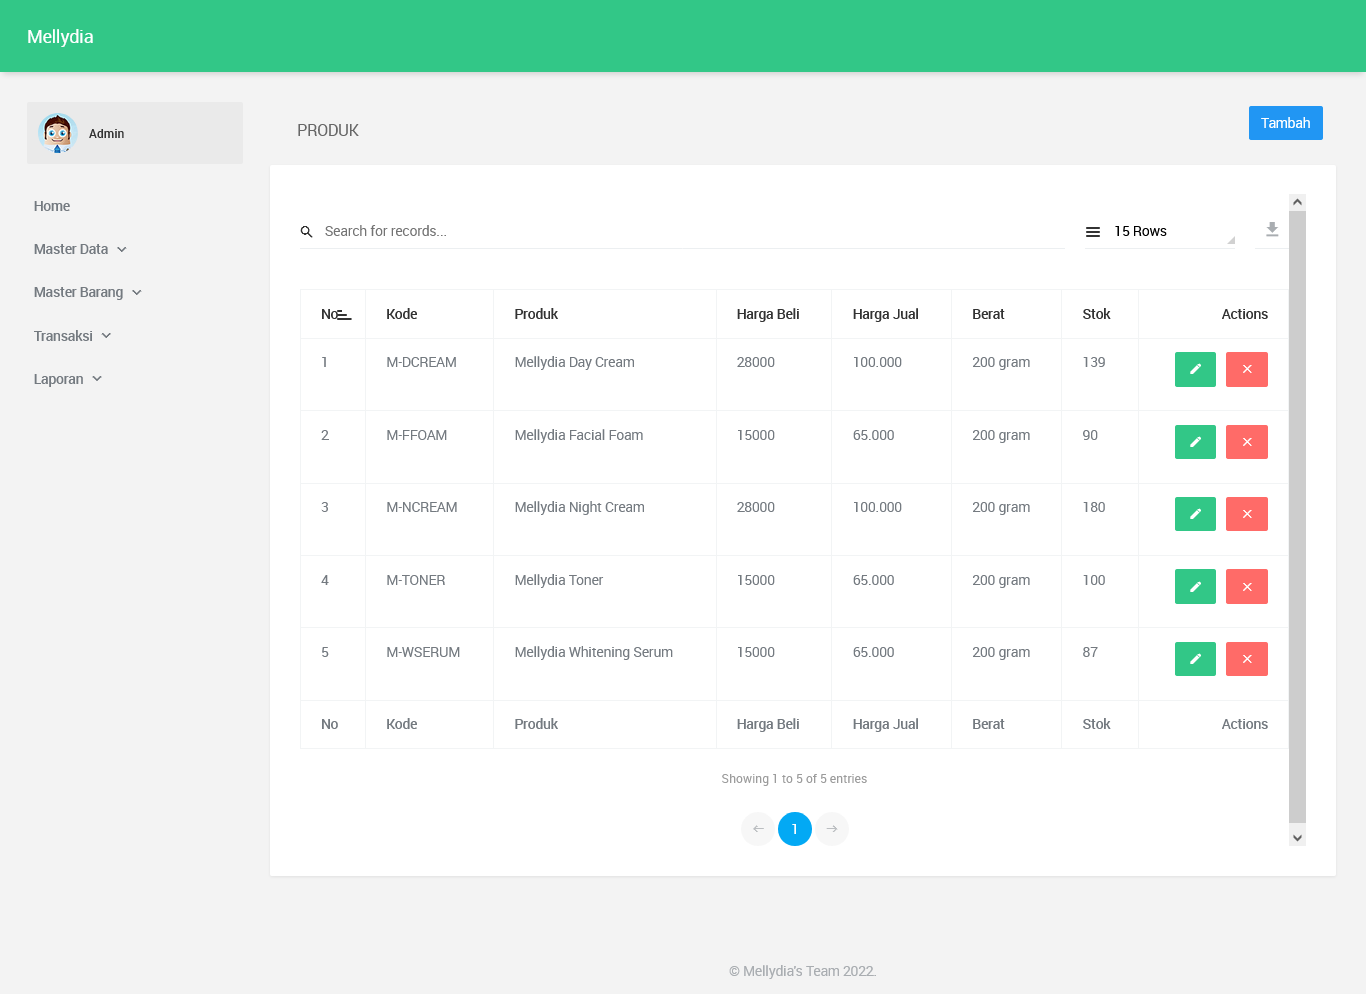 Mellydia
Admin
PRODUK
Tambah
Home
Master Data
Master Barang
Transaksi
Laporan
Search for records...
15 Rows
No Kode Produk Harga Beli Harga Jual Berat Stok Actions
1 M-DCREAM Mellydia Day Cream 28000 100.000 200 gram 139
2 M-FFOAM Mellydia Facial Foam 15000 65.000 200 gram 90
3 M-NCREAM Mellydia Night Cream 28000 100.000 200 gram 180
4 M-TONER Mellydia Toner 15000 65.000 200 gram 100
5 M-WSERUM Mellydia Whitening Serum 15000 65.000 200 gram 87
No Kode Produk Harga Beli Harga Jual Berat Stok Actions
Showing 1 to 5 of 5 entries
1
© Mellydia's Team 2022.